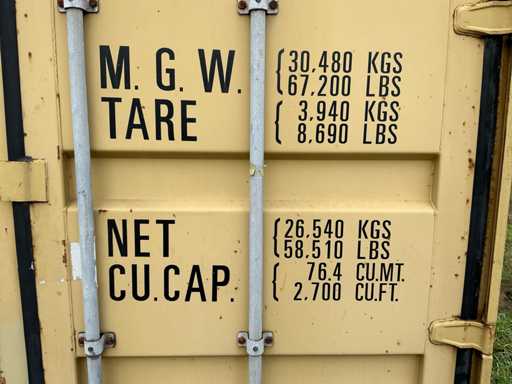 M. G. W. 30,480 KGS
67,200 LBS
TARE 3,940 KGS
8,690 LBS
NET 26,540 KGS
58,510 LBS
CU.CAP. 76.4 CU.MT.
2,700 CU.FT.